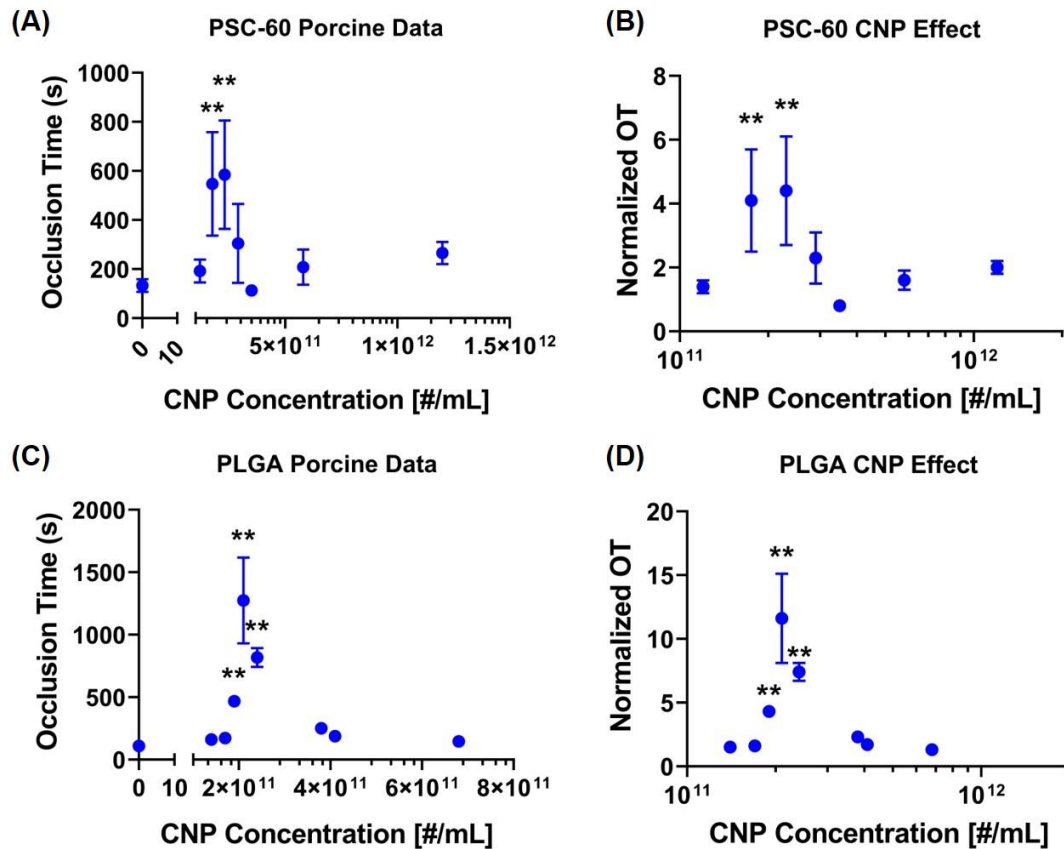 (A)
PSC-60 Porcine Data
Occlusion Time (s)
1000
800
600
400
200
0
**
**
0
10
5×10¹¹
1×10¹²
1.5×10¹²
CNP Concentration [#/mL]
(B)
PSC-60 CNP Effect
Normalized OT
8
6
4
2
0
**
**
10¹¹
10¹²
CNP Concentration [#/mL]
(C)
PLGA Porcine Data
Occlusion Time (s)
2000
1500
1000
500
0
**
**
**
0
10
2×10¹¹
4×10¹¹
6×10¹¹
8×10¹¹
CNP Concentration [#/mL]
(D)
PLGA CNP Effect
Normalized OT
20
15
10
5
0
**
**
**
10¹¹
10¹²
CNP Concentration [#/mL]